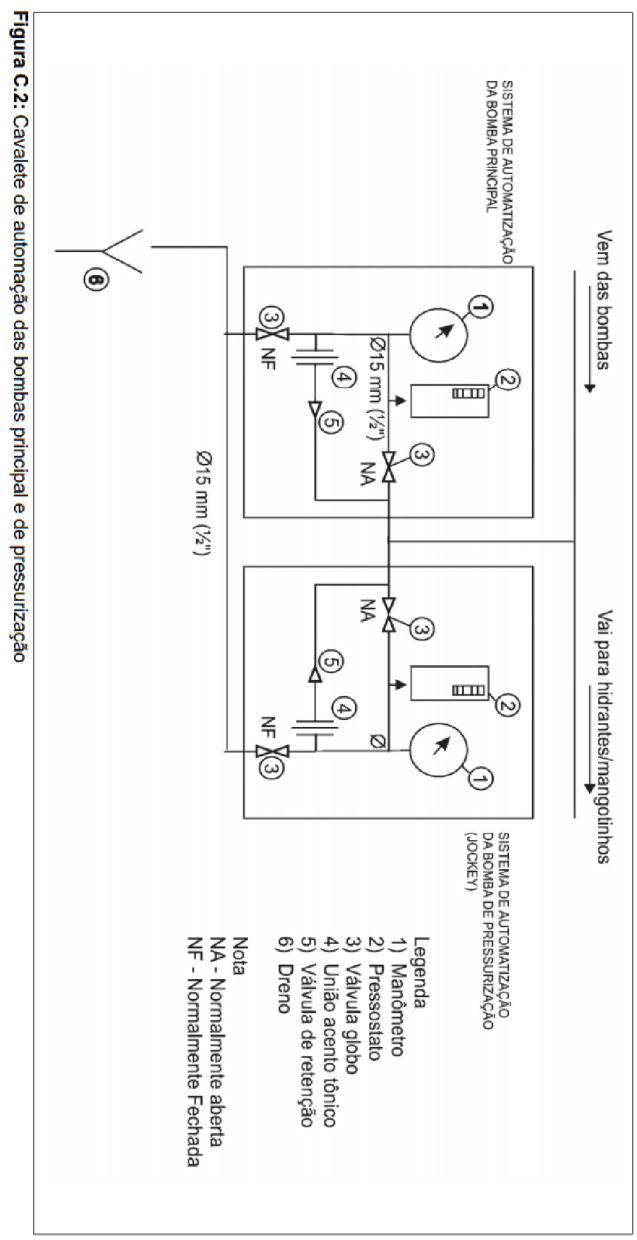 Vem das bombas
Vai para hidrantes/mangotinhos
SISTEMA DE AUTOMATIZAÇÃO
DA BOMBA PRINCIPAL
SISTEMA DE AUTOMATIZAÇÃO
DA BOMBA DE PRESSURIZAÇÃO
(JOCKEY)
1
2
3
NA
Ø15 mm (½")
4
5
3
NF
3
NA
2
1
Ø
5
4
NF
3
Ø15 mm (½")
6
Legenda
1) Manômetro
2) Pressostato
3) Válvula globo
4) União acento tônico
5) Válvula de retenção
6) Dreno
Nota
NA - Normalmente aberta
NF - Normalmente Fechada
Figura C.2: Cavalete de automação das bombas principal e de pressurização